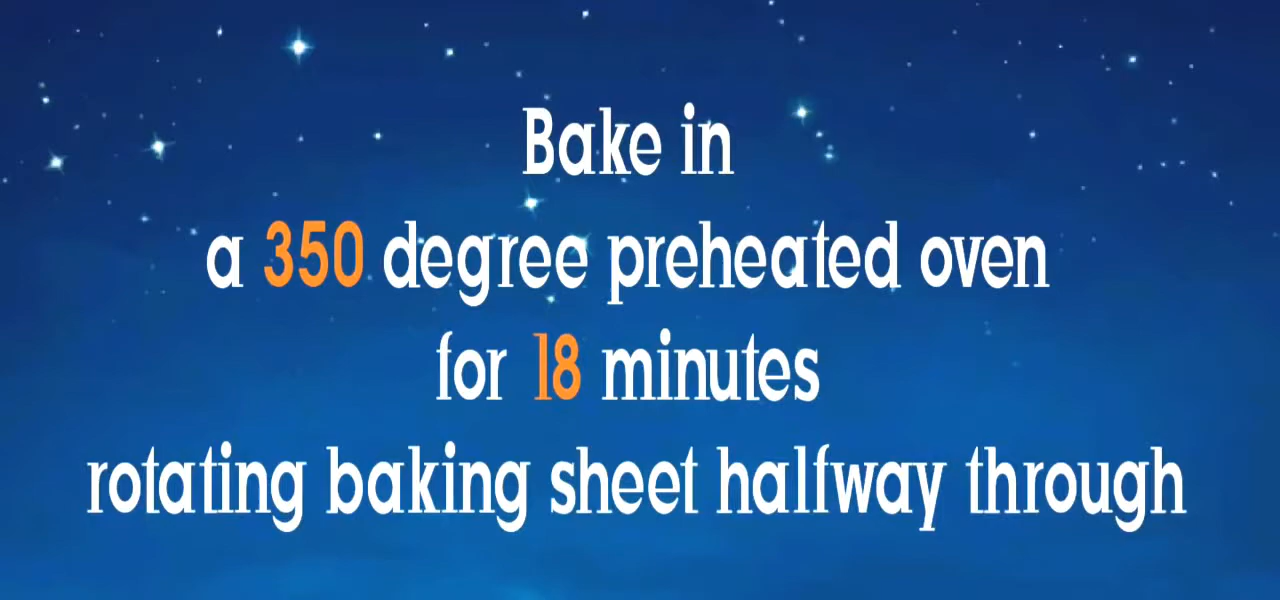 Bake in
a 350 degree preheated oven
for 18 minutes
rotating baking sheet halfway through